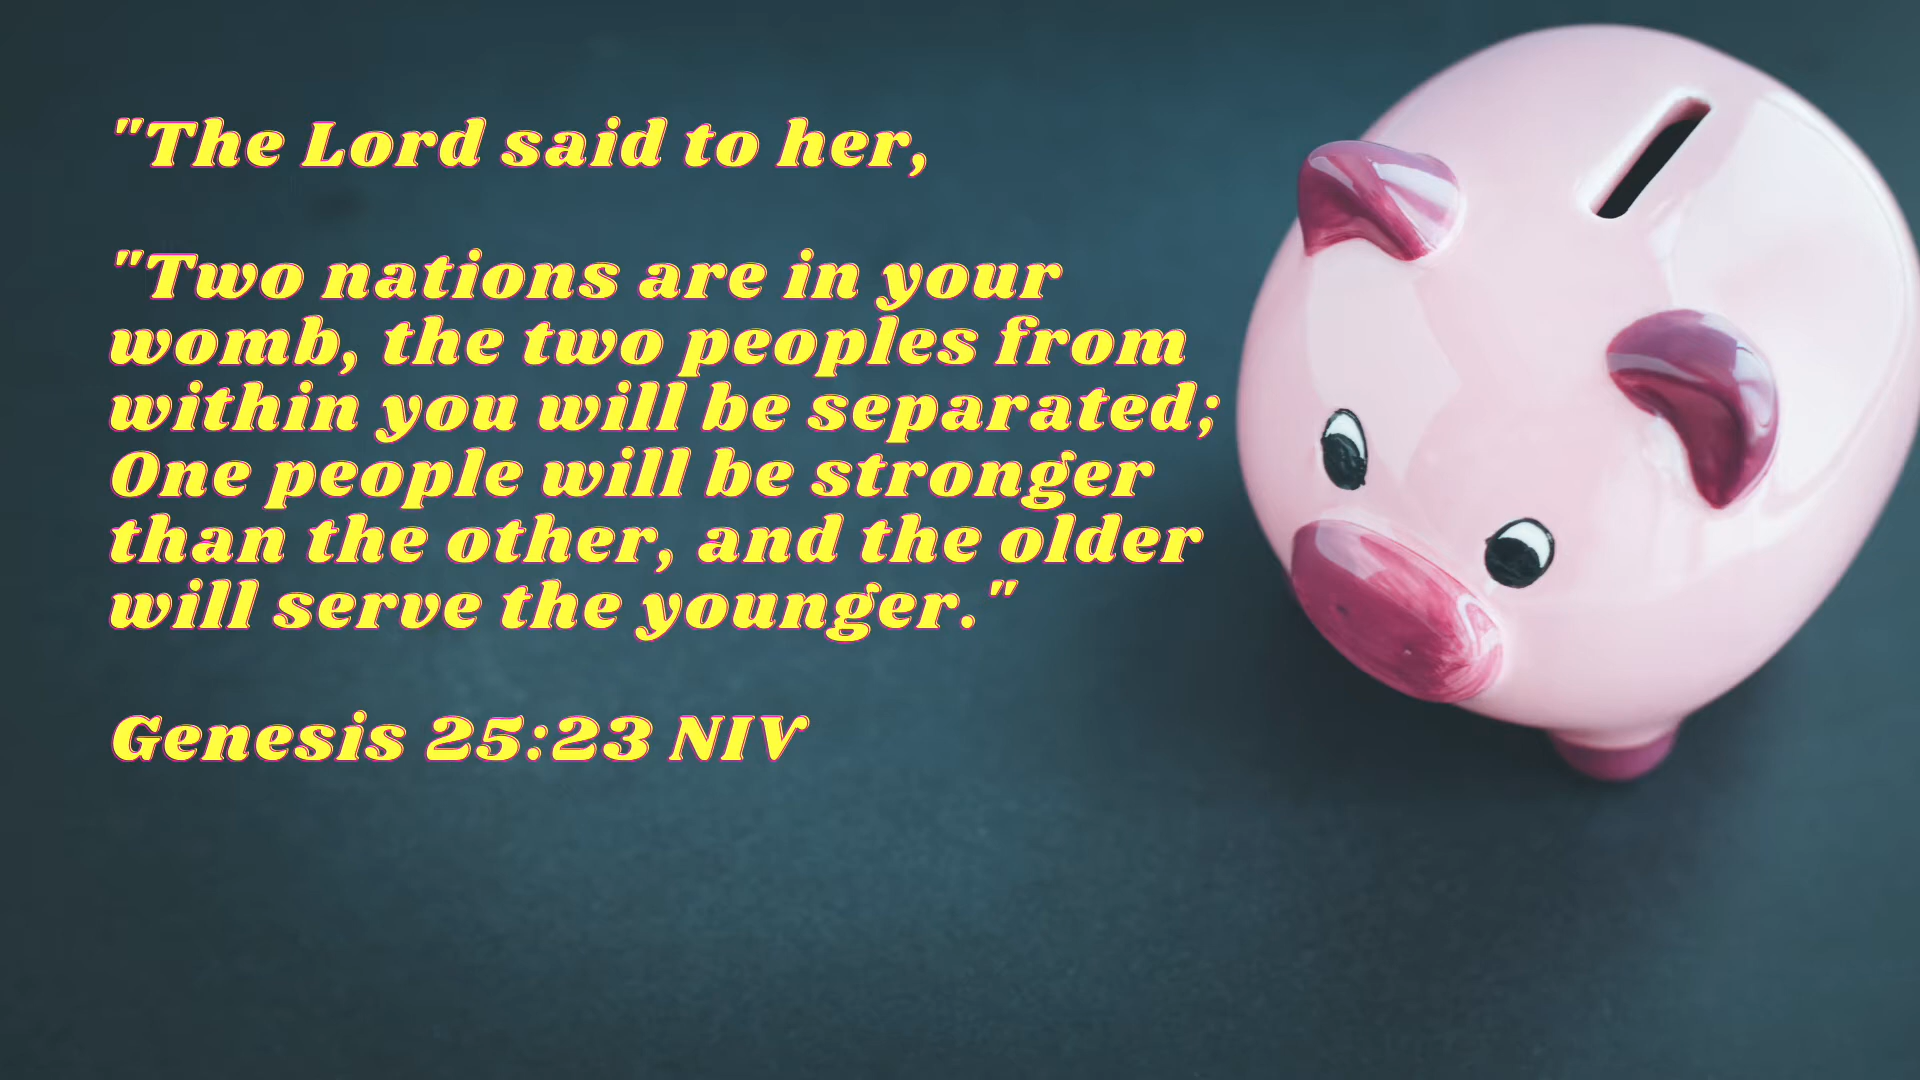 "The Lord said to her,
"Two nations are in your
womb, the two peoples from
within you will be separated;
One people will be stronger
than the other, and the older
will serve the younger."
Genesis 25:23 NIV